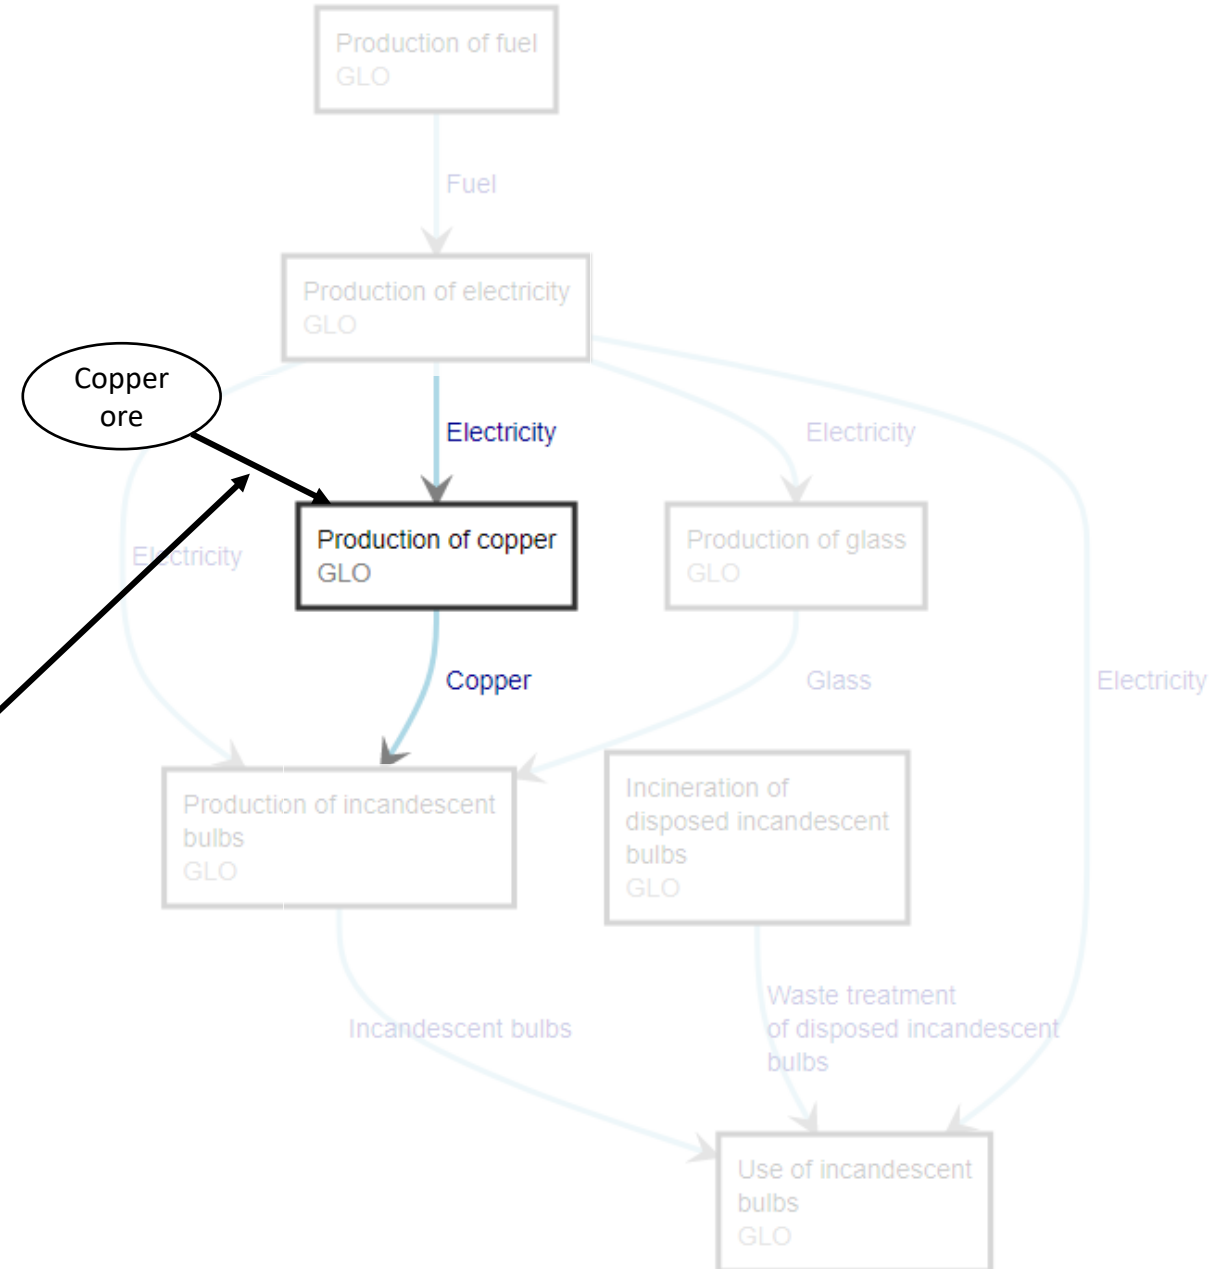 Production of fuel
GLO
Fuel
Production of electricity
GLO
Copper
ore
Electricity
Electricity
Production of copper
GLO
Production of glass
GLO
Electricity
Copper
Glass
Electricity
Production of incandescent
bulbs
GLO
Incineration of
disposed incandescent
bulbs
GLO
Incandescent bulbs
Waste treatment
of disposed incandescent
bulbs
Use of incandescent
bulbs
GLO